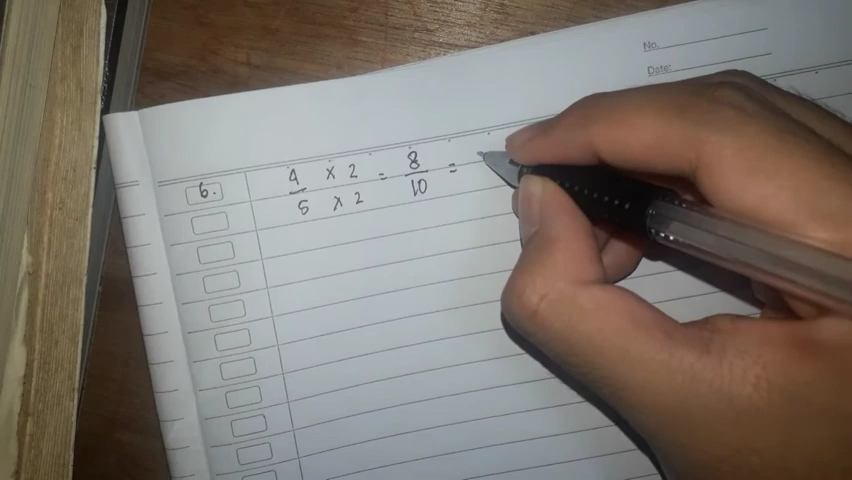 No.
Date:
6. 4 x 2 = 8 =
5 x 2 10